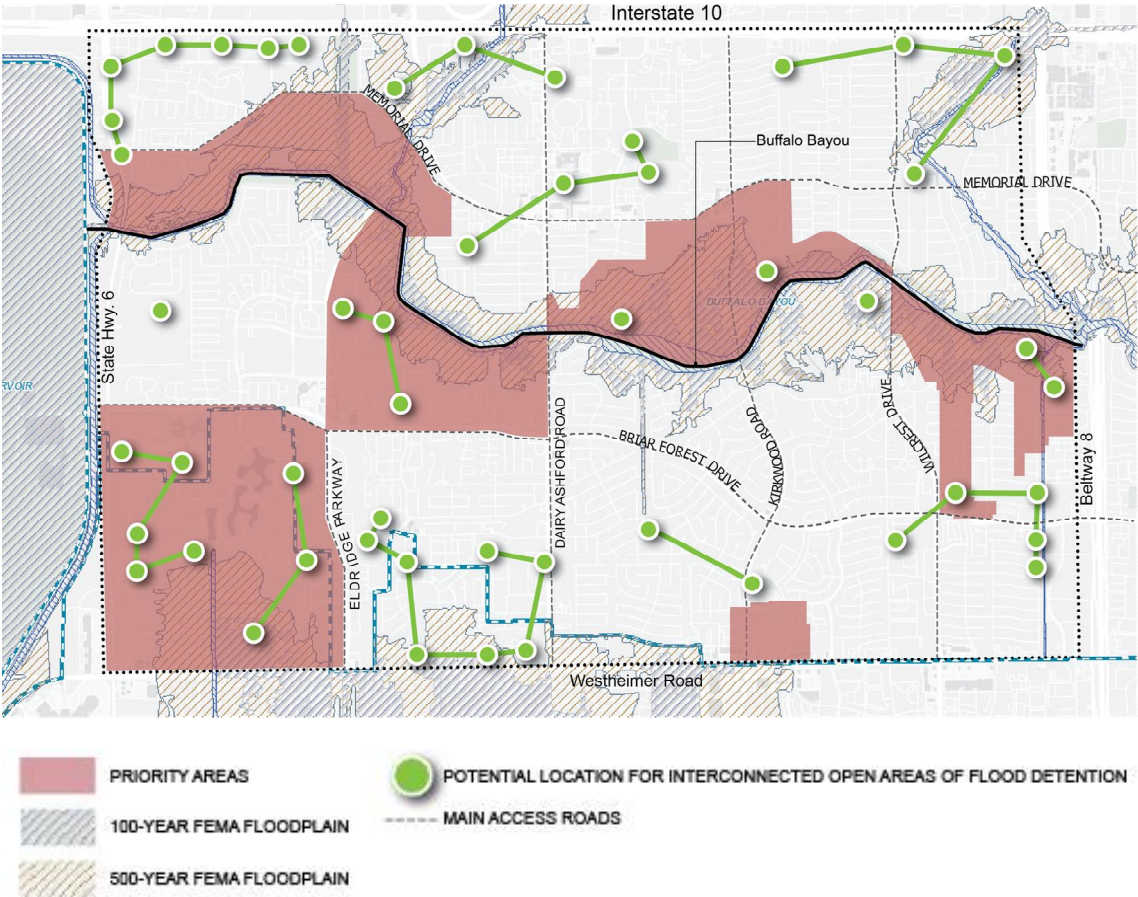 Interstate 10
MEMORIAL DRIVE
Buffalo Bayou
MEMORIAL DRIVE
State Hwy. 6
BUFFALO BAYOU
RVOIR
DAIRY ASHFORD ROAD
BRIAR FOREST DRIVE
KIRKWOOD ROAD
WILCREST DRIVE
Beltway 8
ELDRIDGE PARKWAY
Westheimer Road
PRIORITY AREAS
POTENTIAL LOCATION FOR INTERCONNECTED OPEN AREAS OF FLOOD DETENTION
100-YEAR FEMA FLOODPLAIN
MAIN ACCESS ROADS
500-YEAR FEMA FLOODPLAIN